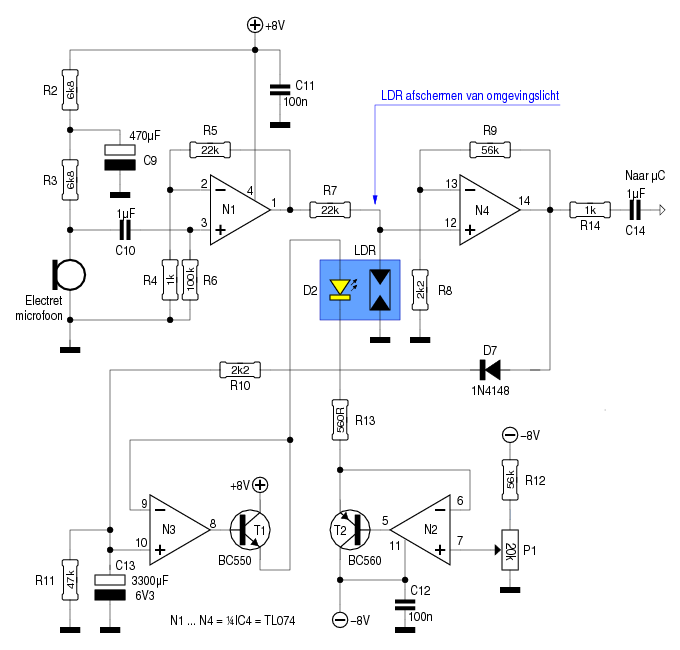 +8V
R2
6k8
470µF
C9
R5
22k
C11
100n
LDR afschermen van omgevingslicht
R9
56k
R3
6k8
2
4
N1
1
3
R7
22k
13
14
N4
12
Naar µC
1µF
1k
R14
C14
1µF
C10
R4
1k
100k
R6
LDR
D2
2k2
R8
Electret
microfoon
2k2
R10
D7
1N4148
560R
R13
−8V
56k
R12
9
N3
8
10
+8V
T1
BC550
T2
BC560
5
6
N2
11
7
20k
P1
R11
47k
C13
3300µF
6V3
C12
100n
−8V
N1 ... N4 = ¼IC4 = TL074